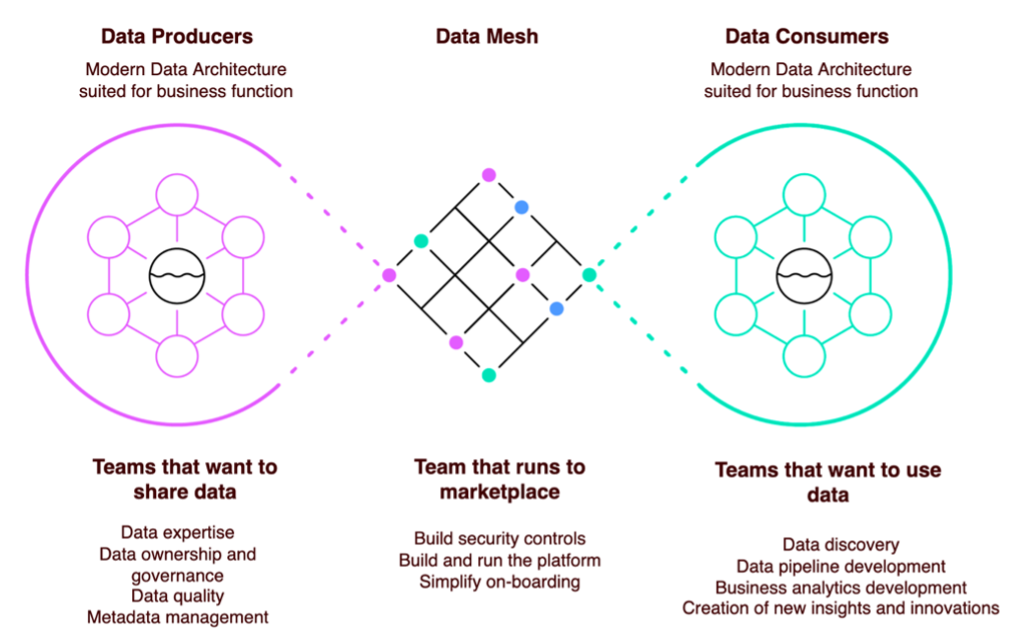 Data Producers
Modern Data Architecture
suited for business function
Data Mesh
Data Consumers
Modern Data Architecture
suited for business function
Teams that want to
share data
Data expertise
Data ownership and
governance
Data quality
Metadata management
Team that runs to
marketplace
Build security controls
Build and run the platform
Simplify on-boarding
Teams that want to use
data
Data discovery
Data pipeline development
Business analytics development
Creation of new insights and innovations